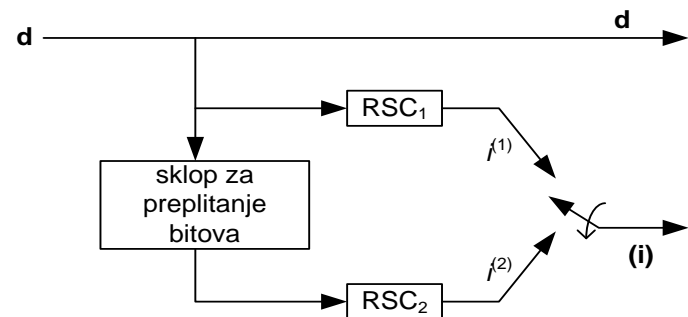 d
d
RSC₁
i⁽¹⁾
sklop za
preplitanje
bitova
(i)
i⁽²⁾
RSC₂